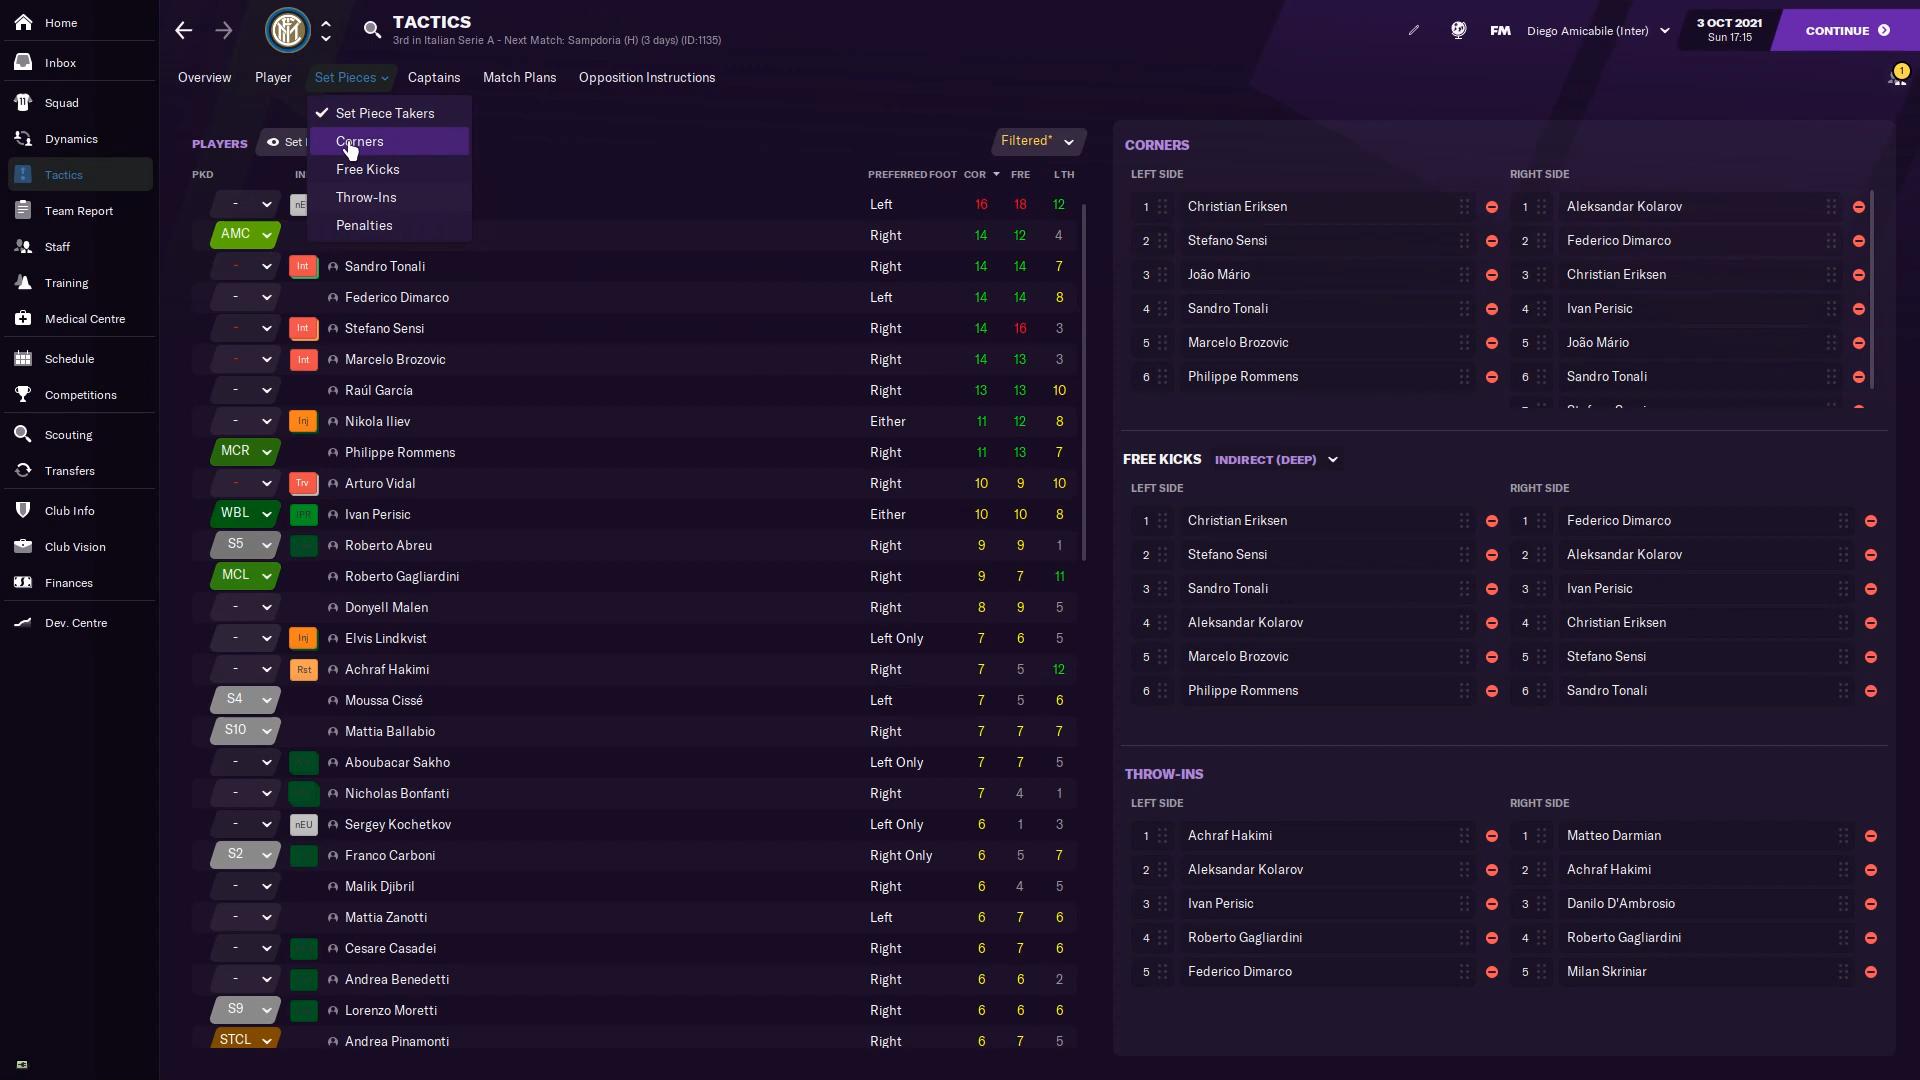 Home
Inbox
Squad
Dynamics
Tactics
Team Report
Staff
Training
Medical Centre
Schedule
Competitions
Scouting
Transfers
Club Info
Club Vision
Finances
Dev. Centre
TACTICS
3rd in Italian Serie A - Next Match: Sampdoria (H) (3 days) (ID:1135)
FM Diego Amicabile (Inter)
3 OCT 2021
Sun 17:15
CONTINUE
1
Overview Player Set Pieces Captains Match Plans Opposition Instructions
Set Piece Takers
Corners
Free Kicks
Throw-Ins
Penalties
PLAYERS Set Filtered*
PKD PREFERRED FOOT COR FRE LTH
- Left 16 18 12
AMC Right 14 12 4
- Int Sandro Tonali Right 14 14 7
- Federico Dimarco Left 14 14 8
- Int Stefano Sensi Right 14 16 3
- Int Marcelo Brozovic Right 14 13 3
- Raúl García Right 13 13 10
- Inj Nikola Iliev Either 11 12 8
MCR Philippe Rommens Right 11 13 7
- Trv Arturo Vidal Right 10 9 10
WBL IPR Ivan Perisic Either 10 10 8
S5 Roberto Abreu Right 9 9 1
MCL Roberto Gagliardini Right 9 7 11
- Donyell Malen Right 8 9 5
- Inj Elvis Lindkvist Left Only 7 6 5
- Rst Achraf Hakimi Right 7 5 12
S4 Moussa Cissé Left 7 5 6
S10 Mattia Ballabio Right 7 7 7
- Aboubacar Sakho Left Only 7 7 5
- Nicholas Bonfanti Right 7 4 1
- nEU Sergey Kochetkov Left Only 6 1 3
S2 Franco Carboni Right Only 6 5 7
- Malik Djibril Right 6 4 5
- Mattia Zanotti Left 6 7 6
- Cesare Casadei Right 6 7 6
- Andrea Benedetti Right 6 6 2
S9 Lorenzo Moretti Right 6 6 6
STCL Andrea Pinamonti Right 6 7 5
CORNERS
LEFT SIDE RIGHT SIDE
1 Christian Eriksen 1 Aleksandar Kolarov
2 Stefano Sensi 2 Federico Dimarco
3 João Mário 3 Christian Eriksen
4 Sandro Tonali 4 Ivan Perisic
5 Marcelo Brozovic 5 João Mário
6 Philippe Rommens 6 Sandro Tonali
FREE KICKS INDIRECT (DEEP)
LEFT SIDE RIGHT SIDE
1 Christian Eriksen 1 Federico Dimarco
2 Stefano Sensi 2 Aleksandar Kolarov
3 Sandro Tonali 3 Ivan Perisic
4 Aleksandar Kolarov 4 Christian Eriksen
5 Marcelo Brozovic 5 Stefano Sensi
6 Philippe Rommens 6 Sandro Tonali
THROW-INS
LEFT SIDE RIGHT SIDE
1 Achraf Hakimi 1 Matteo Darmian
2 Aleksandar Kolarov 2 Achraf Hakimi
3 Ivan Perisic 3 Danilo D'Ambrosio
4 Roberto Gagliardini 4 Roberto Gagliardini
5 Federico Dimarco 5 Milan Skriniar